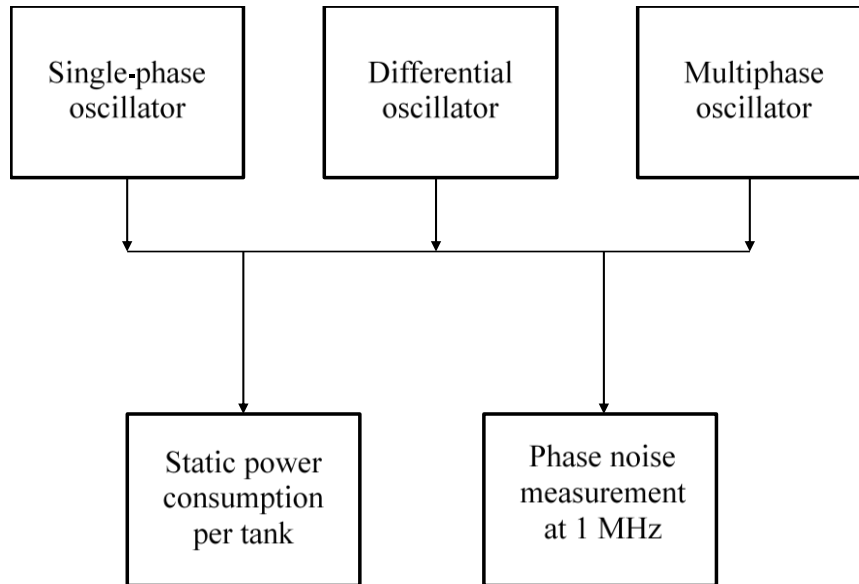 Single-phase
oscillator
Differential
oscillator
Multiphase
oscillator
Static power
consumption
per tank
Phase noise
measurement
at 1 MHz